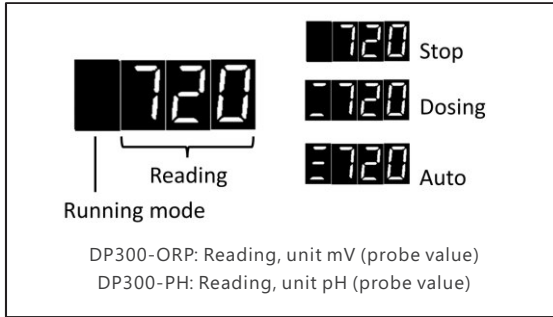 720
Reading
Running mode
720 Stop
720 Dosing
720 Auto
DP300-ORP: Reading, unit mV (probe value)
DP300-PH: Reading, unit pH (probe value)